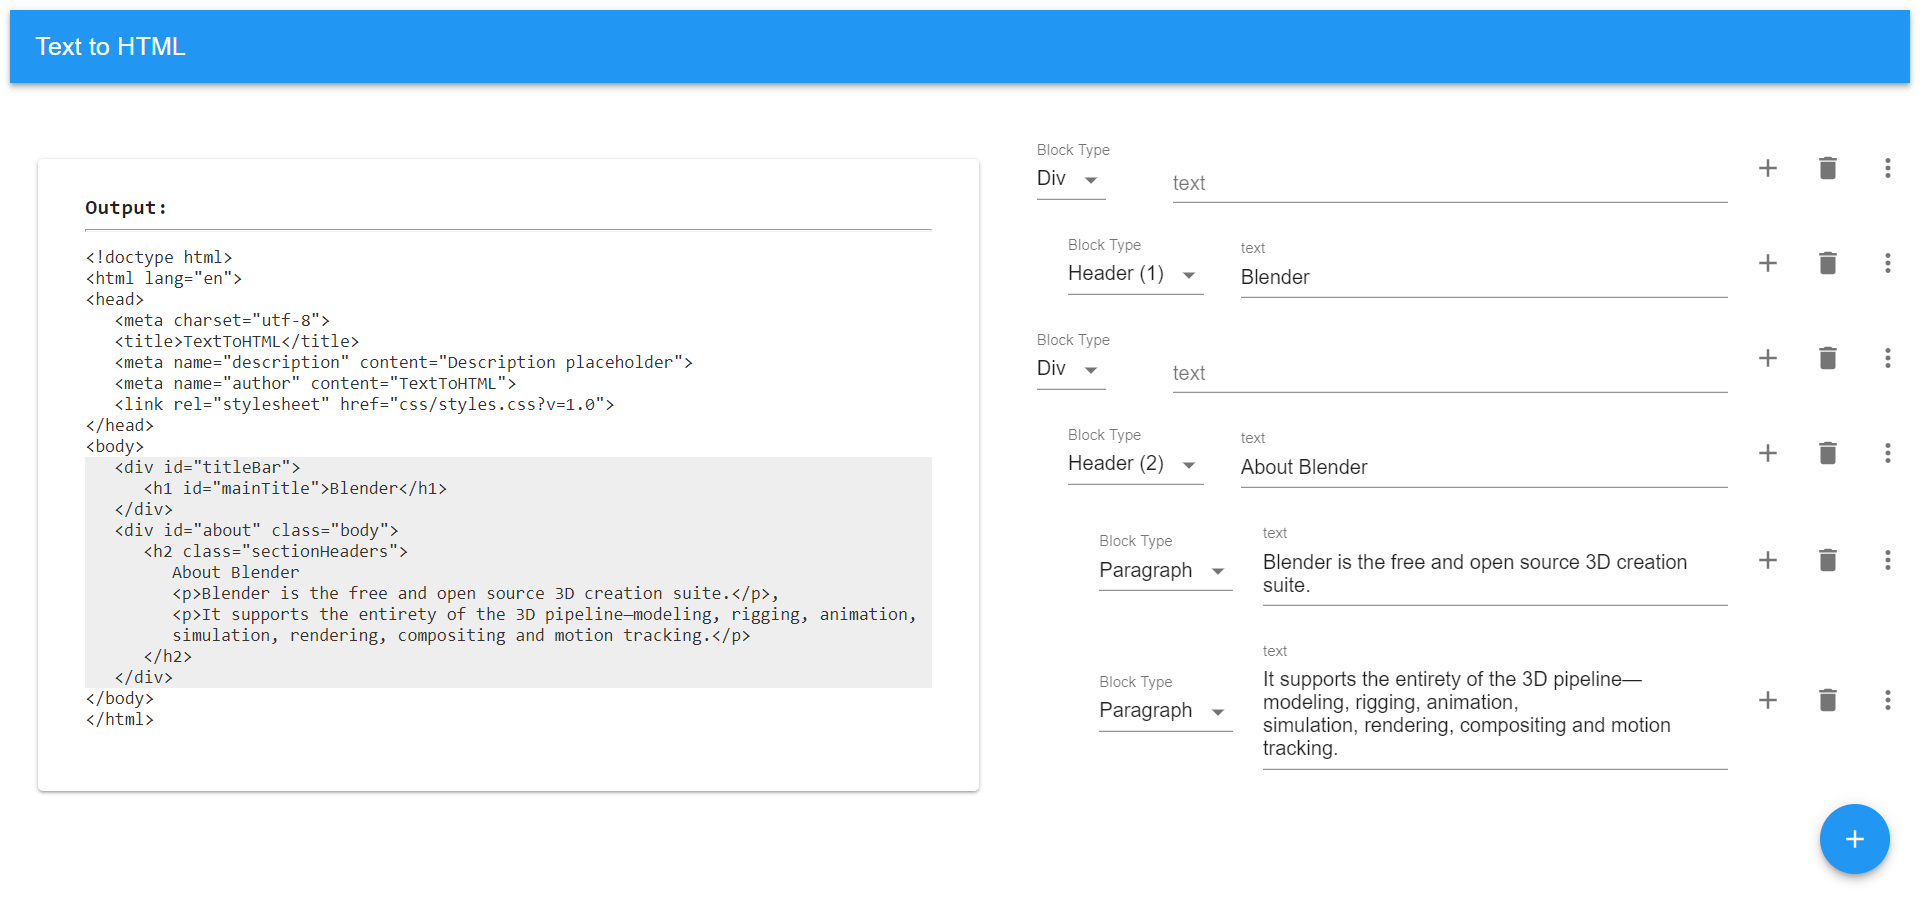 Text to HTML
Output:
<!doctype html>
<html lang="en">
<head>
<meta charset="utf-8">
<title>TextToHTML</title>
<meta name="description" content="Description placeholder">
<meta name="author" content="TextToHTML">
<link rel="stylesheet" href="css/styles.css?v=1.0">
</head>
<body>
<div id="titleBar">
<h1 id="mainTitle">Blender</h1>
</div>
<div id="about" class="body">
<h2 class="sectionHeaders">
About Blender
<p>Blender is the free and open source 3D creation suite.</p>,
<p>It supports the entirety of the 3D pipeline—modeling, rigging, animation,
simulation, rendering, compositing and motion tracking.</p>
</h2>
</div>
</body>
</html>
Block Type
Div
text
Block Type
Header (1)
text
Blender
Block Type
Div
text
Block Type
Header (2)
text
About Blender
Block Type
Paragraph
text
Blender is the free and open source 3D creation
suite.
Block Type
Paragraph
text
It supports the entirety of the 3D pipeline—
modeling, rigging, animation,
simulation, rendering, compositing and motion
tracking.